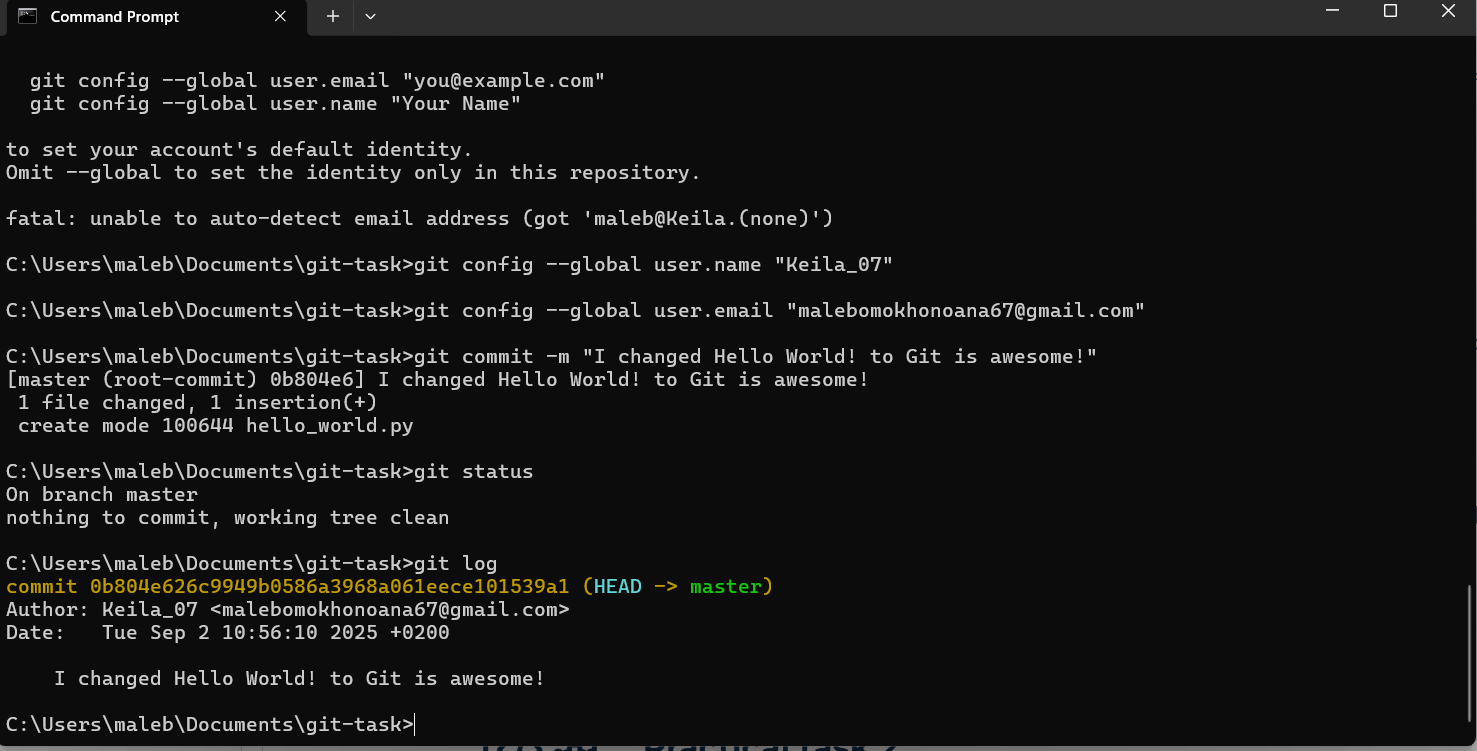 Command Prompt
git config --global user.email "you@example.com"
git config --global user.name "Your Name"
to set your account's default identity.
Omit --global to set the identity only in this repository.
fatal: unable to auto-detect email address (got 'maleb@Keila.(none)')
C:\Users\maleb\Documents\git-task>git config --global user.name "Keila_07"
C:\Users\maleb\Documents\git-task>git config --global user.email "malebomokhonoana67@gmail.com"
C:\Users\maleb\Documents\git-task>git commit -m "I changed Hello World! to Git is awesome!"
[master (root-commit) 0b804e6] I changed Hello World! to Git is awesome!
1 file changed, 1 insertion(+)
create mode 100644 hello_world.py
C:\Users\maleb\Documents\git-task>git status
On branch master
nothing to commit, working tree clean
C:\Users\maleb\Documents\git-task>git log
commit 0b804e626c9949b0586a3968a061eece101539a1 (HEAD -> master)
Author: Keila_07 <malebomokhonoana67@gmail.com>
Date:   Tue Sep 2 10:56:10 2025 +0200
I changed Hello World! to Git is awesome!
C:\Users\maleb\Documents\git-task>